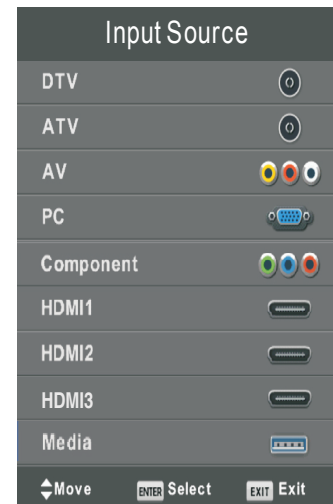 Input Source
DTV
ATV
AV
PC
Component
HDMI1
HDMI2
HDMI3
Media
Move ENTER Select EXIT Exit